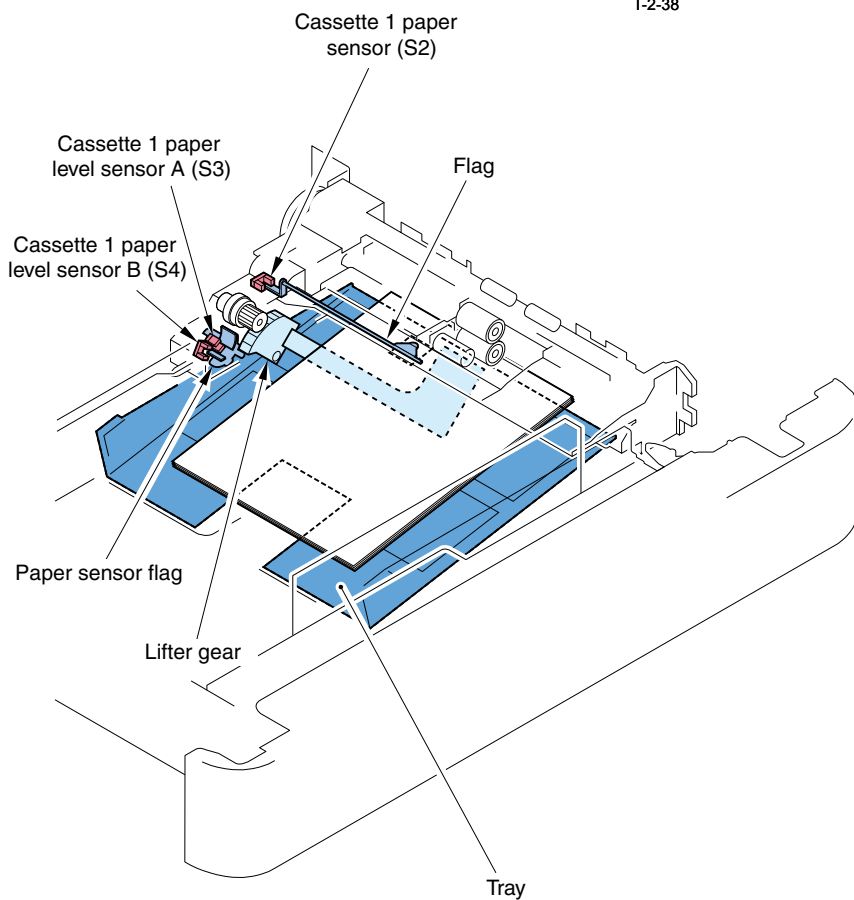 T-2-38
Cassette 1 paper
sensor (S2)
Cassette 1 paper
level sensor A (S3)
Flag
Cassette 1 paper
level sensor B (S4)
Paper sensor flag
Lifter gear
Tray